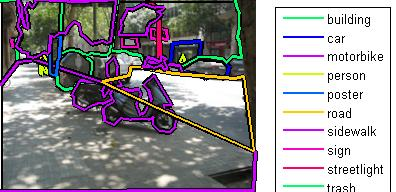 building
car
motorbike
person
poster
road
sidewalk
sign
streetlight
trash